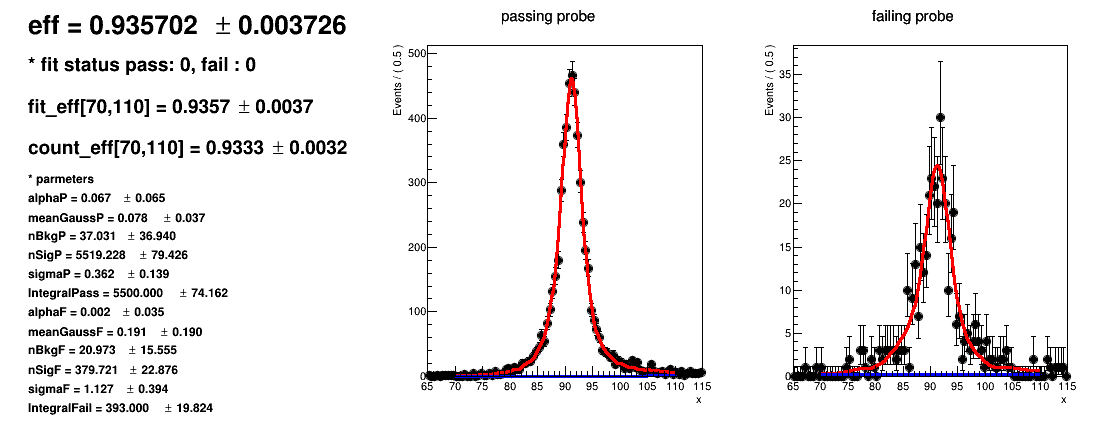 eff = 0.935702 ± 0.003726
* fit status pass: 0, fail : 0
fit_eff[70,110] = 0.9357 ± 0.0037
count_eff[70,110] = 0.9333 ± 0.0032
* parmeters
alphaP = 0.067 ± 0.065
meanGaussP = 0.078 ± 0.037
nBkgP = 37.031 ± 36.940
nSigP = 5519.228 ± 79.426
sigmaP = 0.362 ± 0.139
IntegralPass = 5500.000 ± 74.162
alphaF = 0.002 ± 0.035
meanGaussF = 0.191 ± 0.190
nBkgF = 20.973 ± 15.555
nSigF = 379.721 ± 22.876
sigmaF = 1.127 ± 0.394
IntegralFail = 393.000 ± 19.824
passing probe
Events / ( 0.5 )
500
400
300
200
100
0
65 70 75 80 85 90 95 100 105 110 115
x
failing probe
Events / ( 0.5 )
35
30
25
20
15
10
5
0
65 70 75 80 85 90 95 100 105 110 115
x